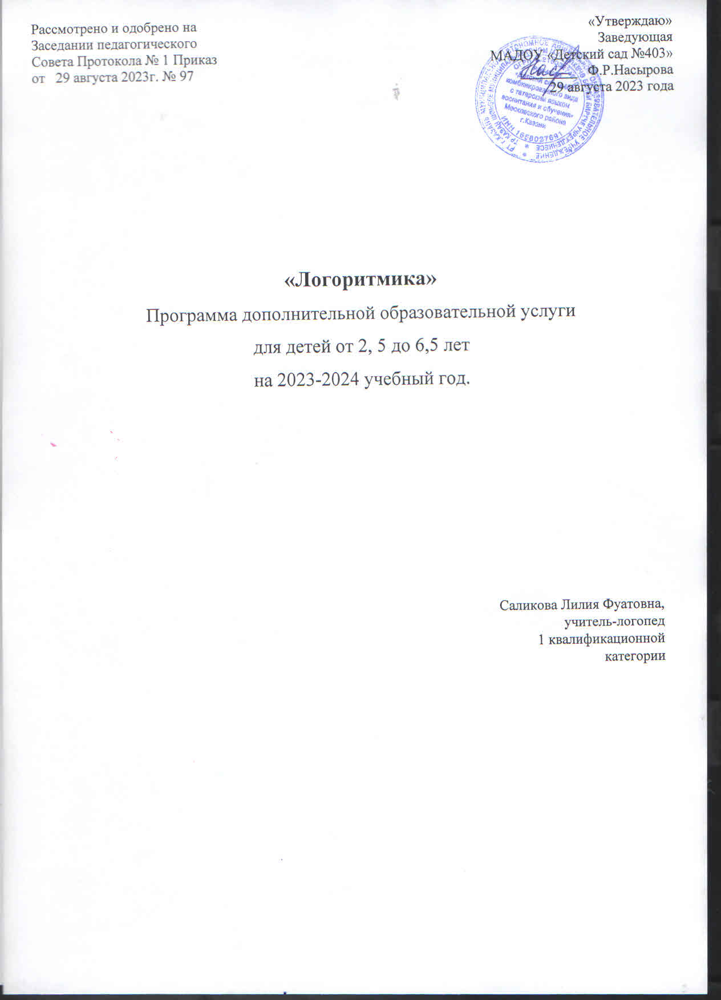 Рассмотрено и одобрено на
Заседании педагогического
Совета Протокола № 1 Приказ
от 29 августа 2023г. № 97
«Утверждаю»
Заведующая
МАДОУ «Детский сад №403»
Ф.Р.Насырова
29 августа 2023 года
комбинированного вида
с татарским языком
воспитания и обучения»
Московского района
г.Казани
ИНН 1658027691
«Логоритмика»
Программа дополнительной образовательной услуги
для детей от 2, 5 до 6,5 лет
на 2023-2024 учебный год.
Саликова Лилия Фуатовна,
учитель-логопед
1 квалификационной
категории